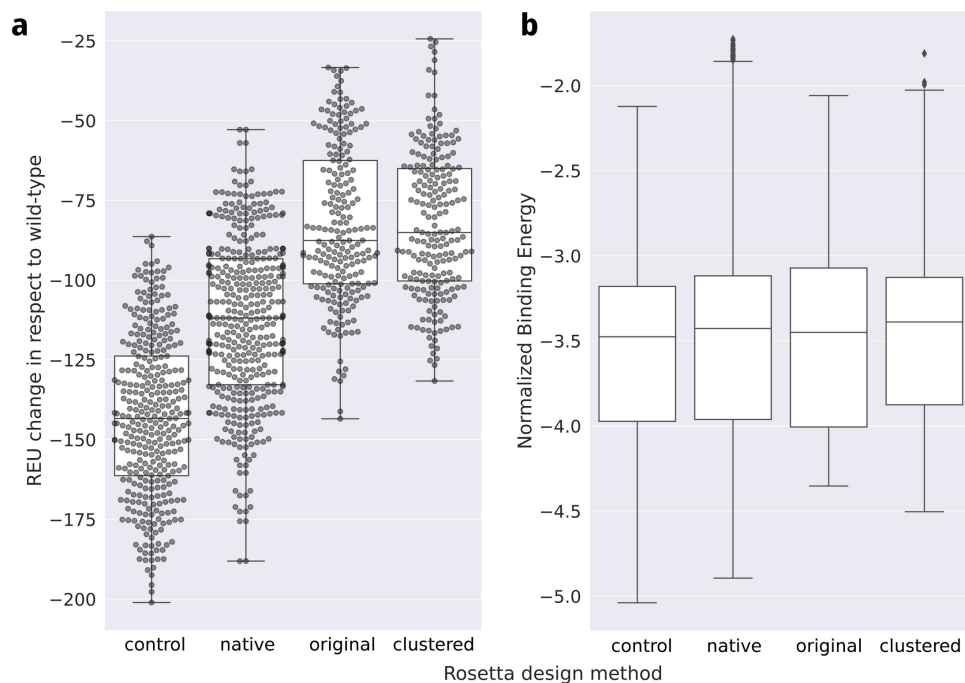 a
REU change in respect to wild-type
−25
−50
−75
−100
−125
−150
−175
−200
control native original clustered
b
Normalized Binding Energy
−2.0
−2.5
−3.0
−3.5
−4.0
−4.5
−5.0
control native original clustered
Rosetta design method